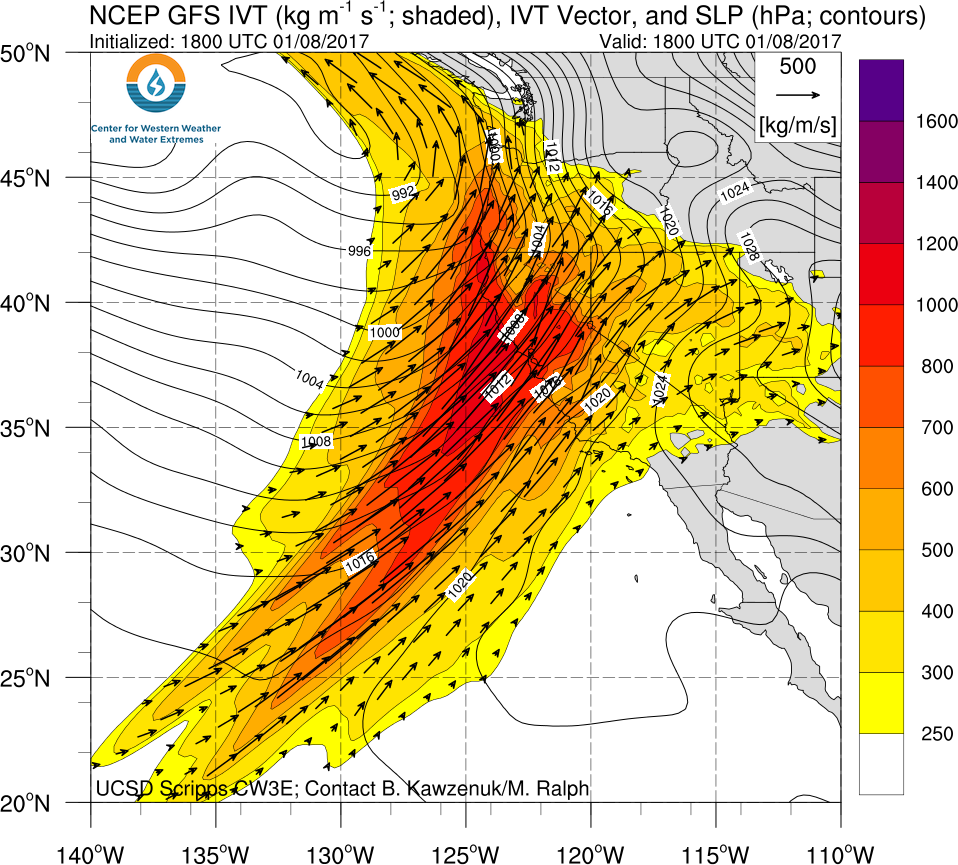 NCEP GFS IVT (kg m-1 s-1; shaded), IVT Vector, and SLP (hPa; contours)
Initialized: 1800 UTC 01/08/2017 Valid: 1800 UTC 01/08/2017
50°N
500
[kg/m/s]
Center for Western Weather
and Water Extremes
1600
1400
1200
1000
800
700
600
500
400
300
250
45°N
40°N
35°N
30°N
25°N
20°N
1000
1012
992
1016
1024
1020
1004
1028
996
1008
1000
1004
1012
1016
1020
1024
1008
1016
1020
UCSD Scripps CW3E; Contact B. Kawzenuk/M. Ralph
140°W 135°W 130°W 125°W 120°W 115°W 110°W